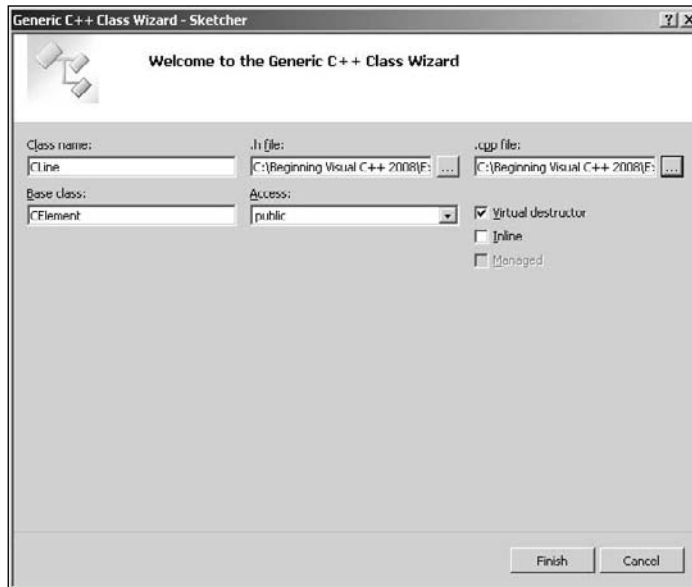 Generic C++ Class Wizard - Sketcher
Welcome to the Generic C++ Class Wizard
Class name:
.h file:
.cpp file:
CLine
C:\Beginning Visual C++ 2008\E
...
C:\Beginning Visual C++ 2008\E
...
Base class:
Access:
CElement
public
Virtual destructor
Inline
Managed
Finish
Cancel